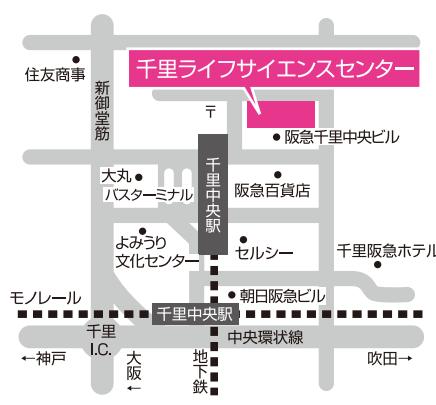 千里ライフサイエンスセンター
住友商事
新御堂筋
〒
阪急千里中央ビル
千里中央駅
大丸
バスターミナル
阪急百貨店
よみうり
文化センター
セルシー
千里阪急ホテル
モノレール
朝日阪急ビル
千里中央駅
千里
I.C.
中央環状線
←神戸
大阪
←
地下鉄
吹田→